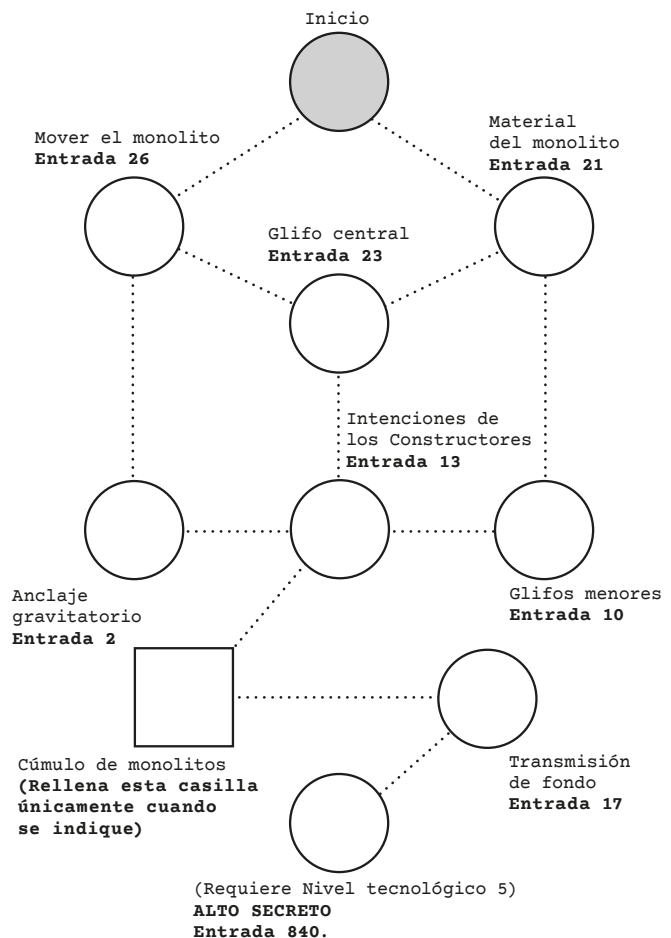 Inicio
Mover el monolito
Entrada 26
Material
del monolito
Entrada 21
Glifo central
Entrada 23
Intenciones de
los Constructores
Entrada 13
Anclaje
gravitatorio
Entrada 2
Glifos menores
Entrada 10
Cúmulo de monolitos
(Rellena esta casilla
únicamente cuando
se indique)
Transmisión
de fondo
Entrada 17
(Requiere Nivel tecnológico 5)
ALTO SECRETO
Entrada 840.